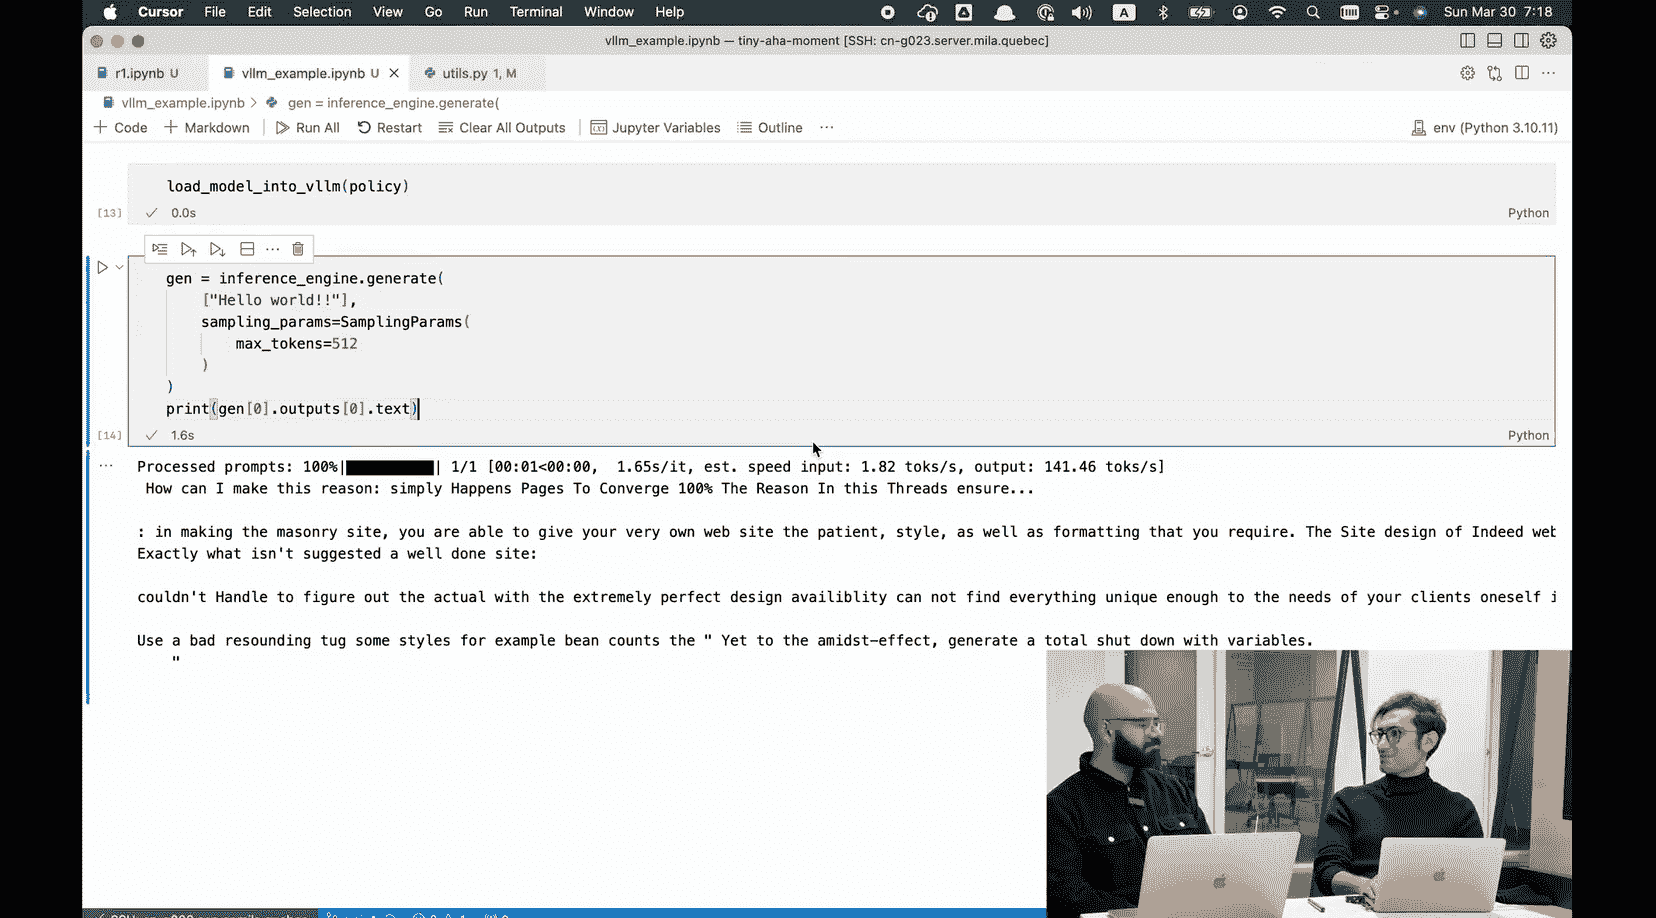 Cursor File Edit Selection View Go Run Terminal Window Help A Sun Mar 30 7:18
vllm_example.ipynb — tiny-aha-moment [SSH: cn-g023.server.mila.quebec]
r1.ipynb U vllm_example.ipynb U utils.py 1, M
vllm_example.ipynb > gen = inference_engine.generate(
+ Code + Markdown Run All Restart Clear All Outputs Jupyter Variables Outline ... env (Python 3.10.11)
load_model_into_vllm(policy)
[13] 0.0s Python
gen = inference_engine.generate(
["Hello world!!"],
sampling_params=SamplingParams(
max_tokens=512
)
)
print(gen[0].outputs[0].text)
[14] 1.6s Python
Processed prompts: 100%|██████████| 1/1 [00:01<00:00, 1.65s/it, est. speed input: 1.82 toks/s, output: 141.46 toks/s]
How can I make this reason: simply Happens Pages To Converge 100% The Reason In this Threads ensure...
: in making the masonry site, you are able to give your very own web site the patient, style, as well as formatting that you require. The Site design of Indeed web
Exactly what isn't suggested a well done site:
couldn't Handle to figure out the actual with the extremely perfect design availiblity can not find everything unique enough to the needs of your clients oneself i
Use a bad resounding tug some styles for example bean counts the " Yet to the amidst-effect, generate a total shut down with variables.
"